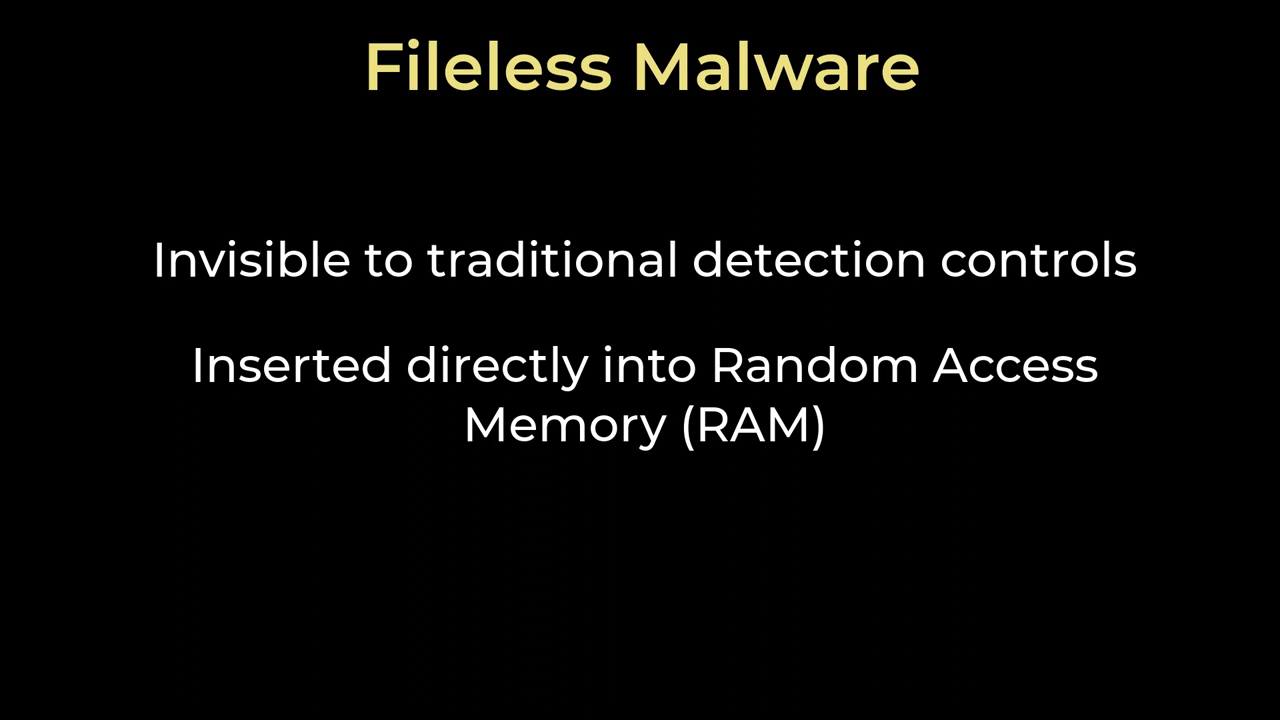 Fileless Malware
Invisible to traditional detection controls
Inserted directly into Random Access
Memory (RAM)